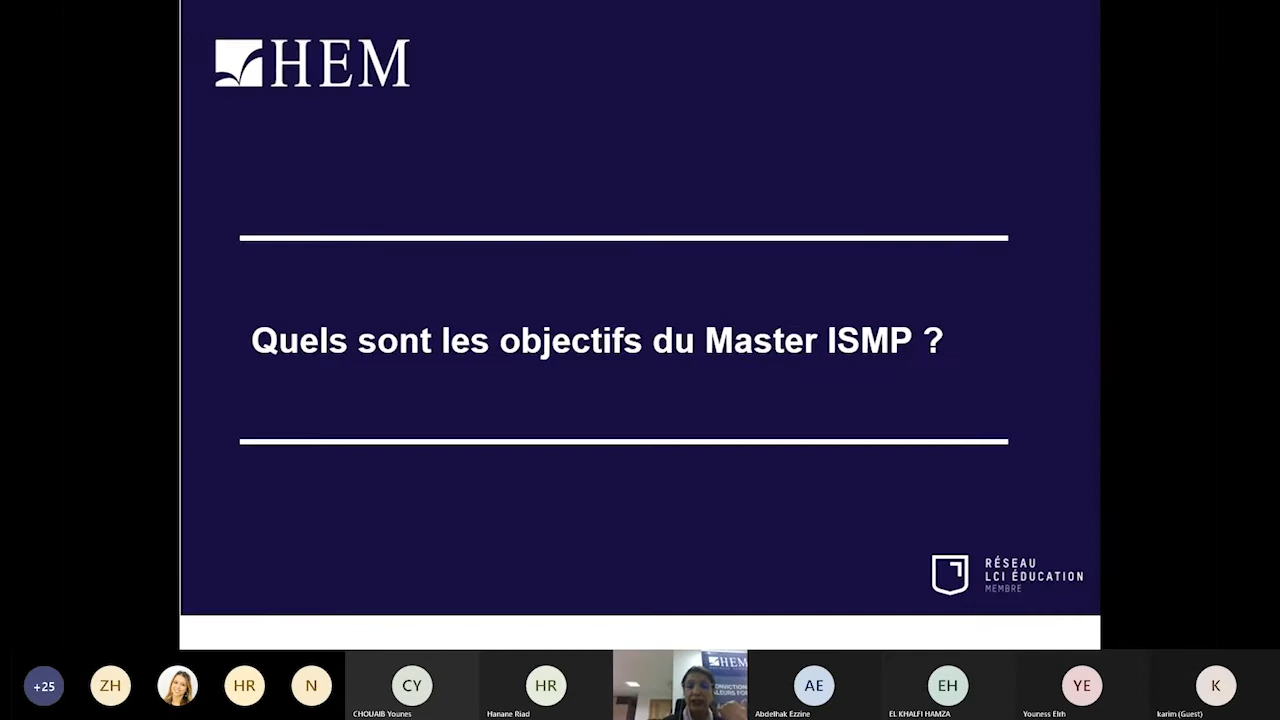 HEM
Quels sont les objectifs du Master ISMP ?
RÉSEAU
LCI ÉDUCATION
MEMBRE
+25
ZH
HR
N
CY
CHOUAIB Younes
HR
Hanane Riad
HEM
AE
Abdelhak Ezzine
EH
EL KHALFI HAMZA
YE
Youness Elrh
K
karim (Guest)